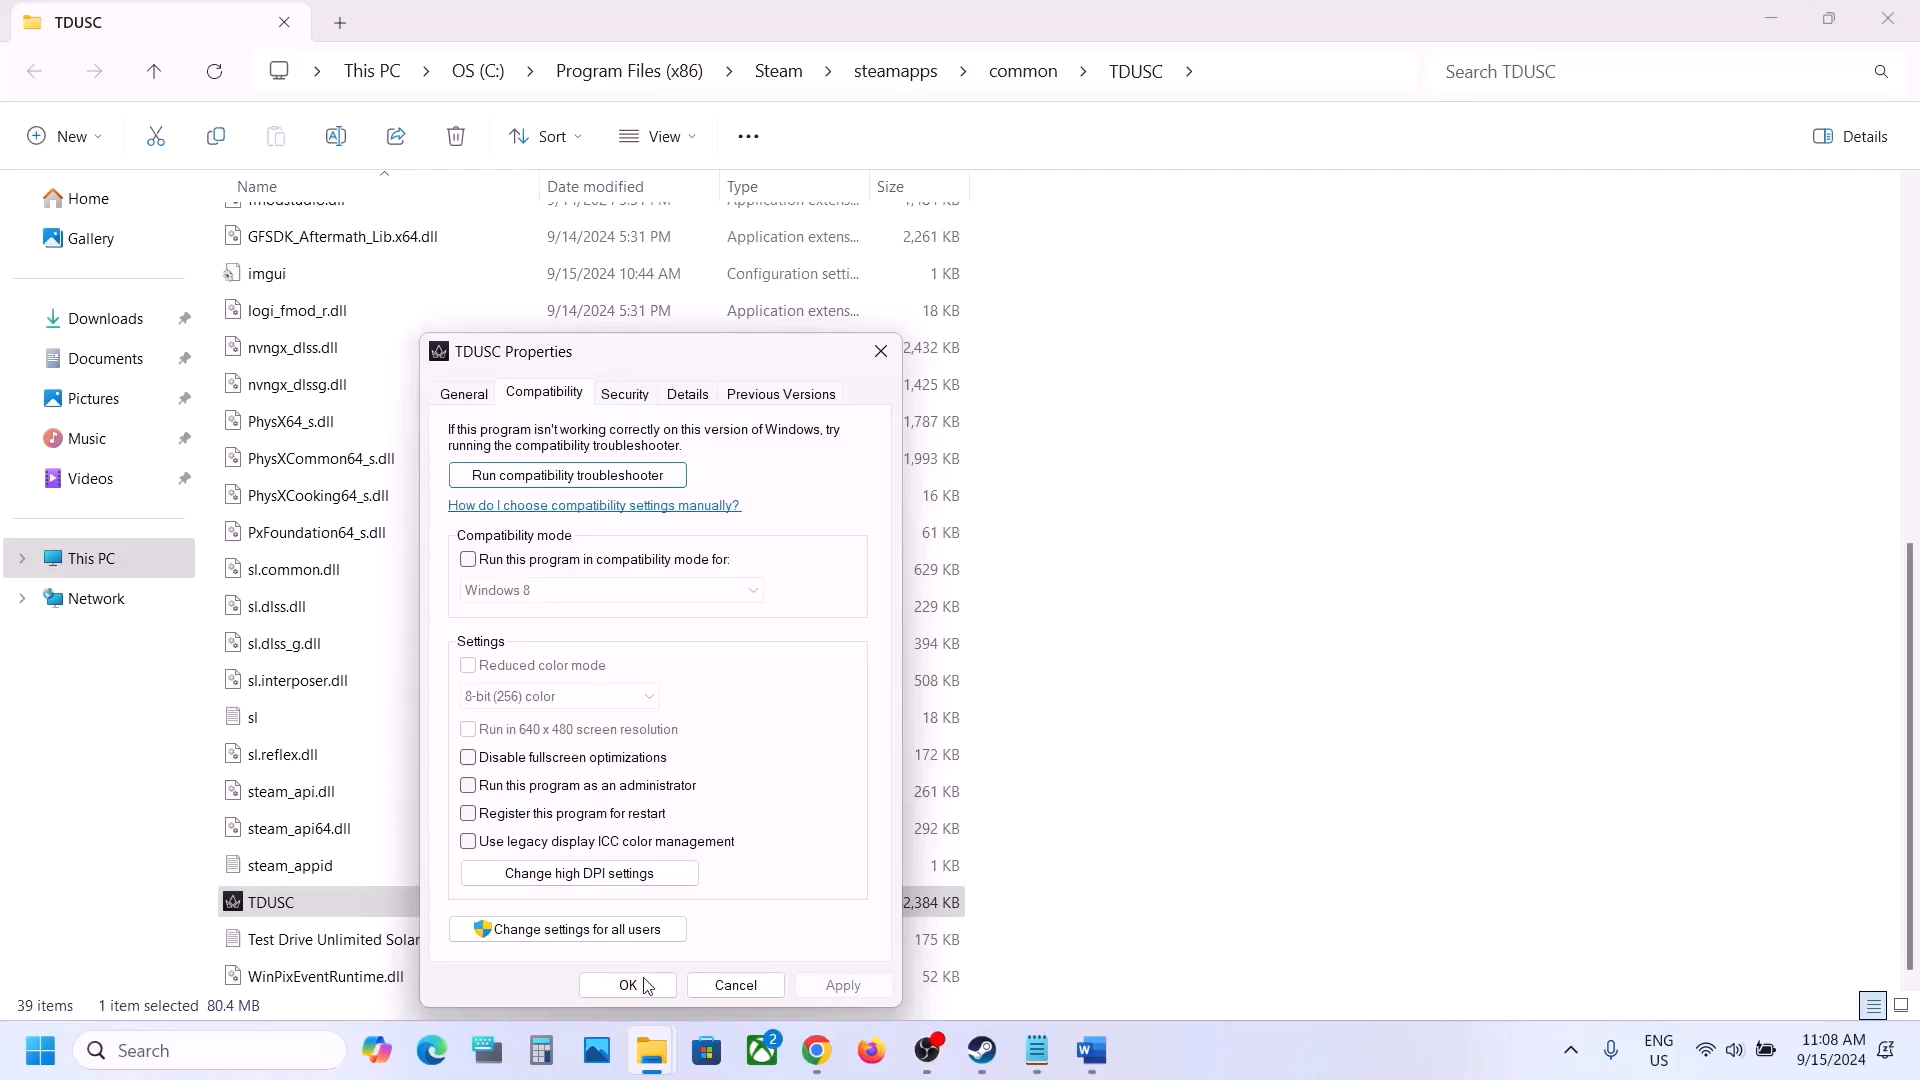 TDUSC
This PC
OS (C:)
Program Files (x86)
Steam
steamapps
common
TDUSC
Search TDUSC
New
Sort
View
Details
Home
Gallery
Downloads
Documents
Pictures
Music
Videos
This PC
Network
Name Date modified Type Size
GFSDK_Aftermath_Lib.x64.dll 9/14/2024 5:31 PM Application extens... 2,261 KB
imgui 9/15/2024 10:44 AM Configuration setti... 1 KB
logi_fmod_r.dll 9/14/2024 5:31 PM Application extens... 18 KB
nvngx_dlss.dll 2,432 KB
nvngx_dlssg.dll 1,425 KB
PhysX64_s.dll 1,787 KB
PhysXCommon64_s.dll 1,993 KB
PhysXCooking64_s.dll 16 KB
PxFoundation64_s.dll 61 KB
sl.common.dll 629 KB
sl.dlss.dll 229 KB
sl.dlss_g.dll 394 KB
sl.interposer.dll 508 KB
sl 18 KB
sl.reflex.dll 172 KB
steam_api.dll 261 KB
steam_api64.dll 292 KB
steam_appid 1 KB
TDUSC 2,384 KB
Test Drive Unlimited Solar 175 KB
WinPixEventRuntime.dll 52 KB
TDUSC Properties
General Compatibility Security Details Previous Versions
If this program isn't working correctly on this version of Windows, try
running the compatibility troubleshooter.
Run compatibility troubleshooter
How do I choose compatibility settings manually?
Compatibility mode
Run this program in compatibility mode for:
Windows 8
Settings
Reduced color mode
8-bit (256) color
Run in 640 x 480 screen resolution
Disable fullscreen optimizations
Run this program as an administrator
Register this program for restart
Use legacy display ICC color management
Change high DPI settings
Change settings for all users
OK Cancel Apply
39 items 1 item selected 80.4 MB
Search
2
ENG
US
11:08 AM
9/15/2024